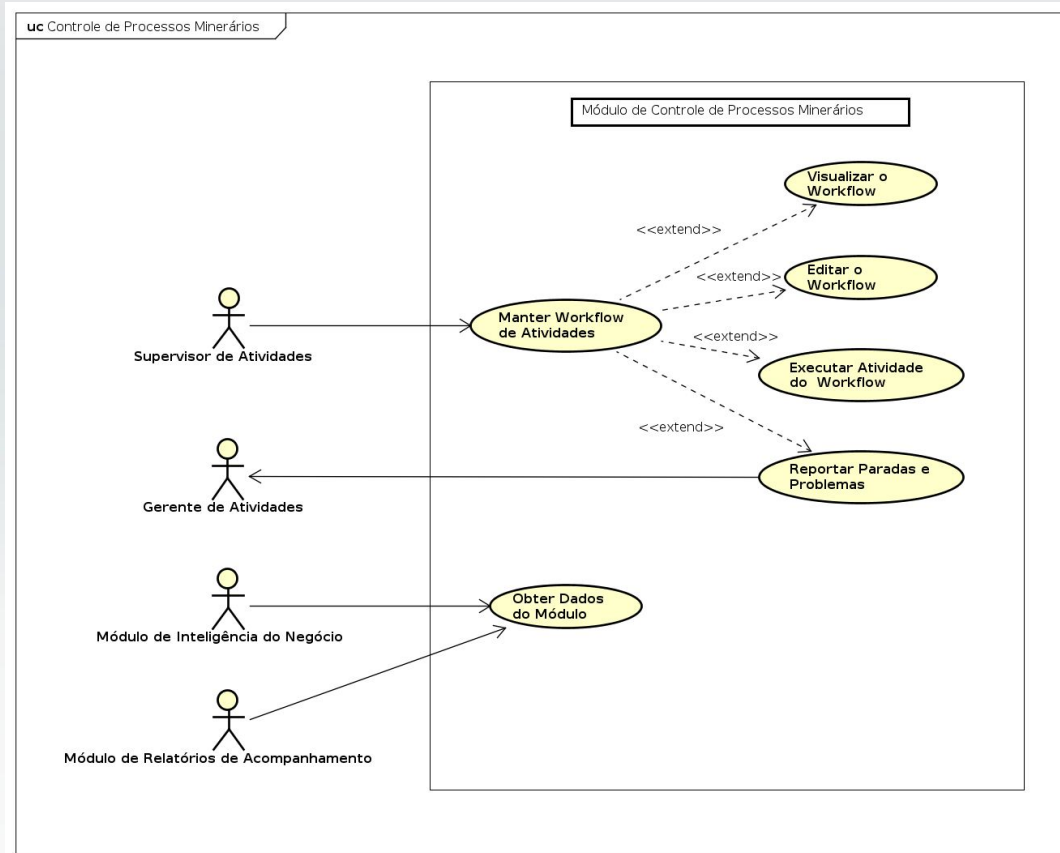 uc Controle de Processos Minerários
Módulo de Controle de Processos Minerários
Visualizar o
Workflow
<<extend>>
<<extend>>
Editar o
Workflow
Manter Workflow
de Atividades
<<extend>>
Supervisor de Atividades
Executar Atividade
do Workflow
<<extend>>
Reportar Paradas e
Problemas
Gerente de Atividades
Obter Dados
do Módulo
Módulo de Inteligência do Negócio
Módulo de Relatórios de Acompanhamento